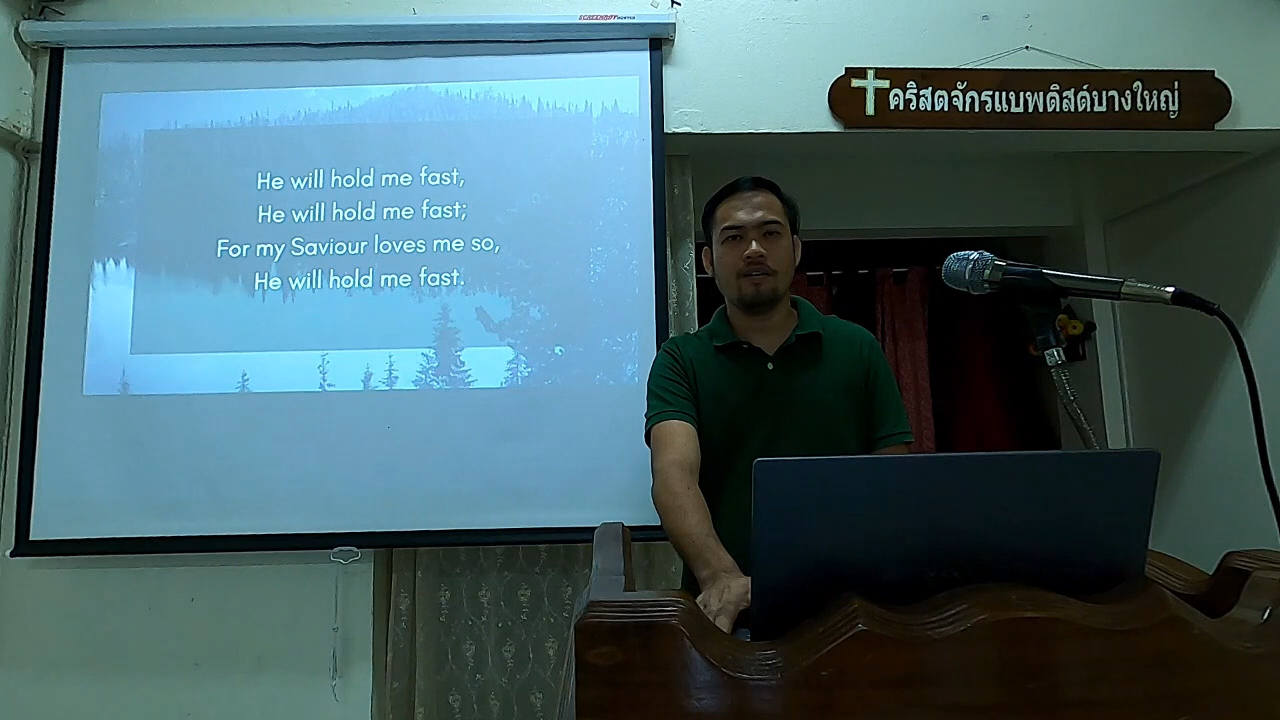 He will hold me fast,
He will hold me fast;
For my Saviour loves me so,
He will hold me fast.
คริสตจักรแบพติสต์บางใหญ่